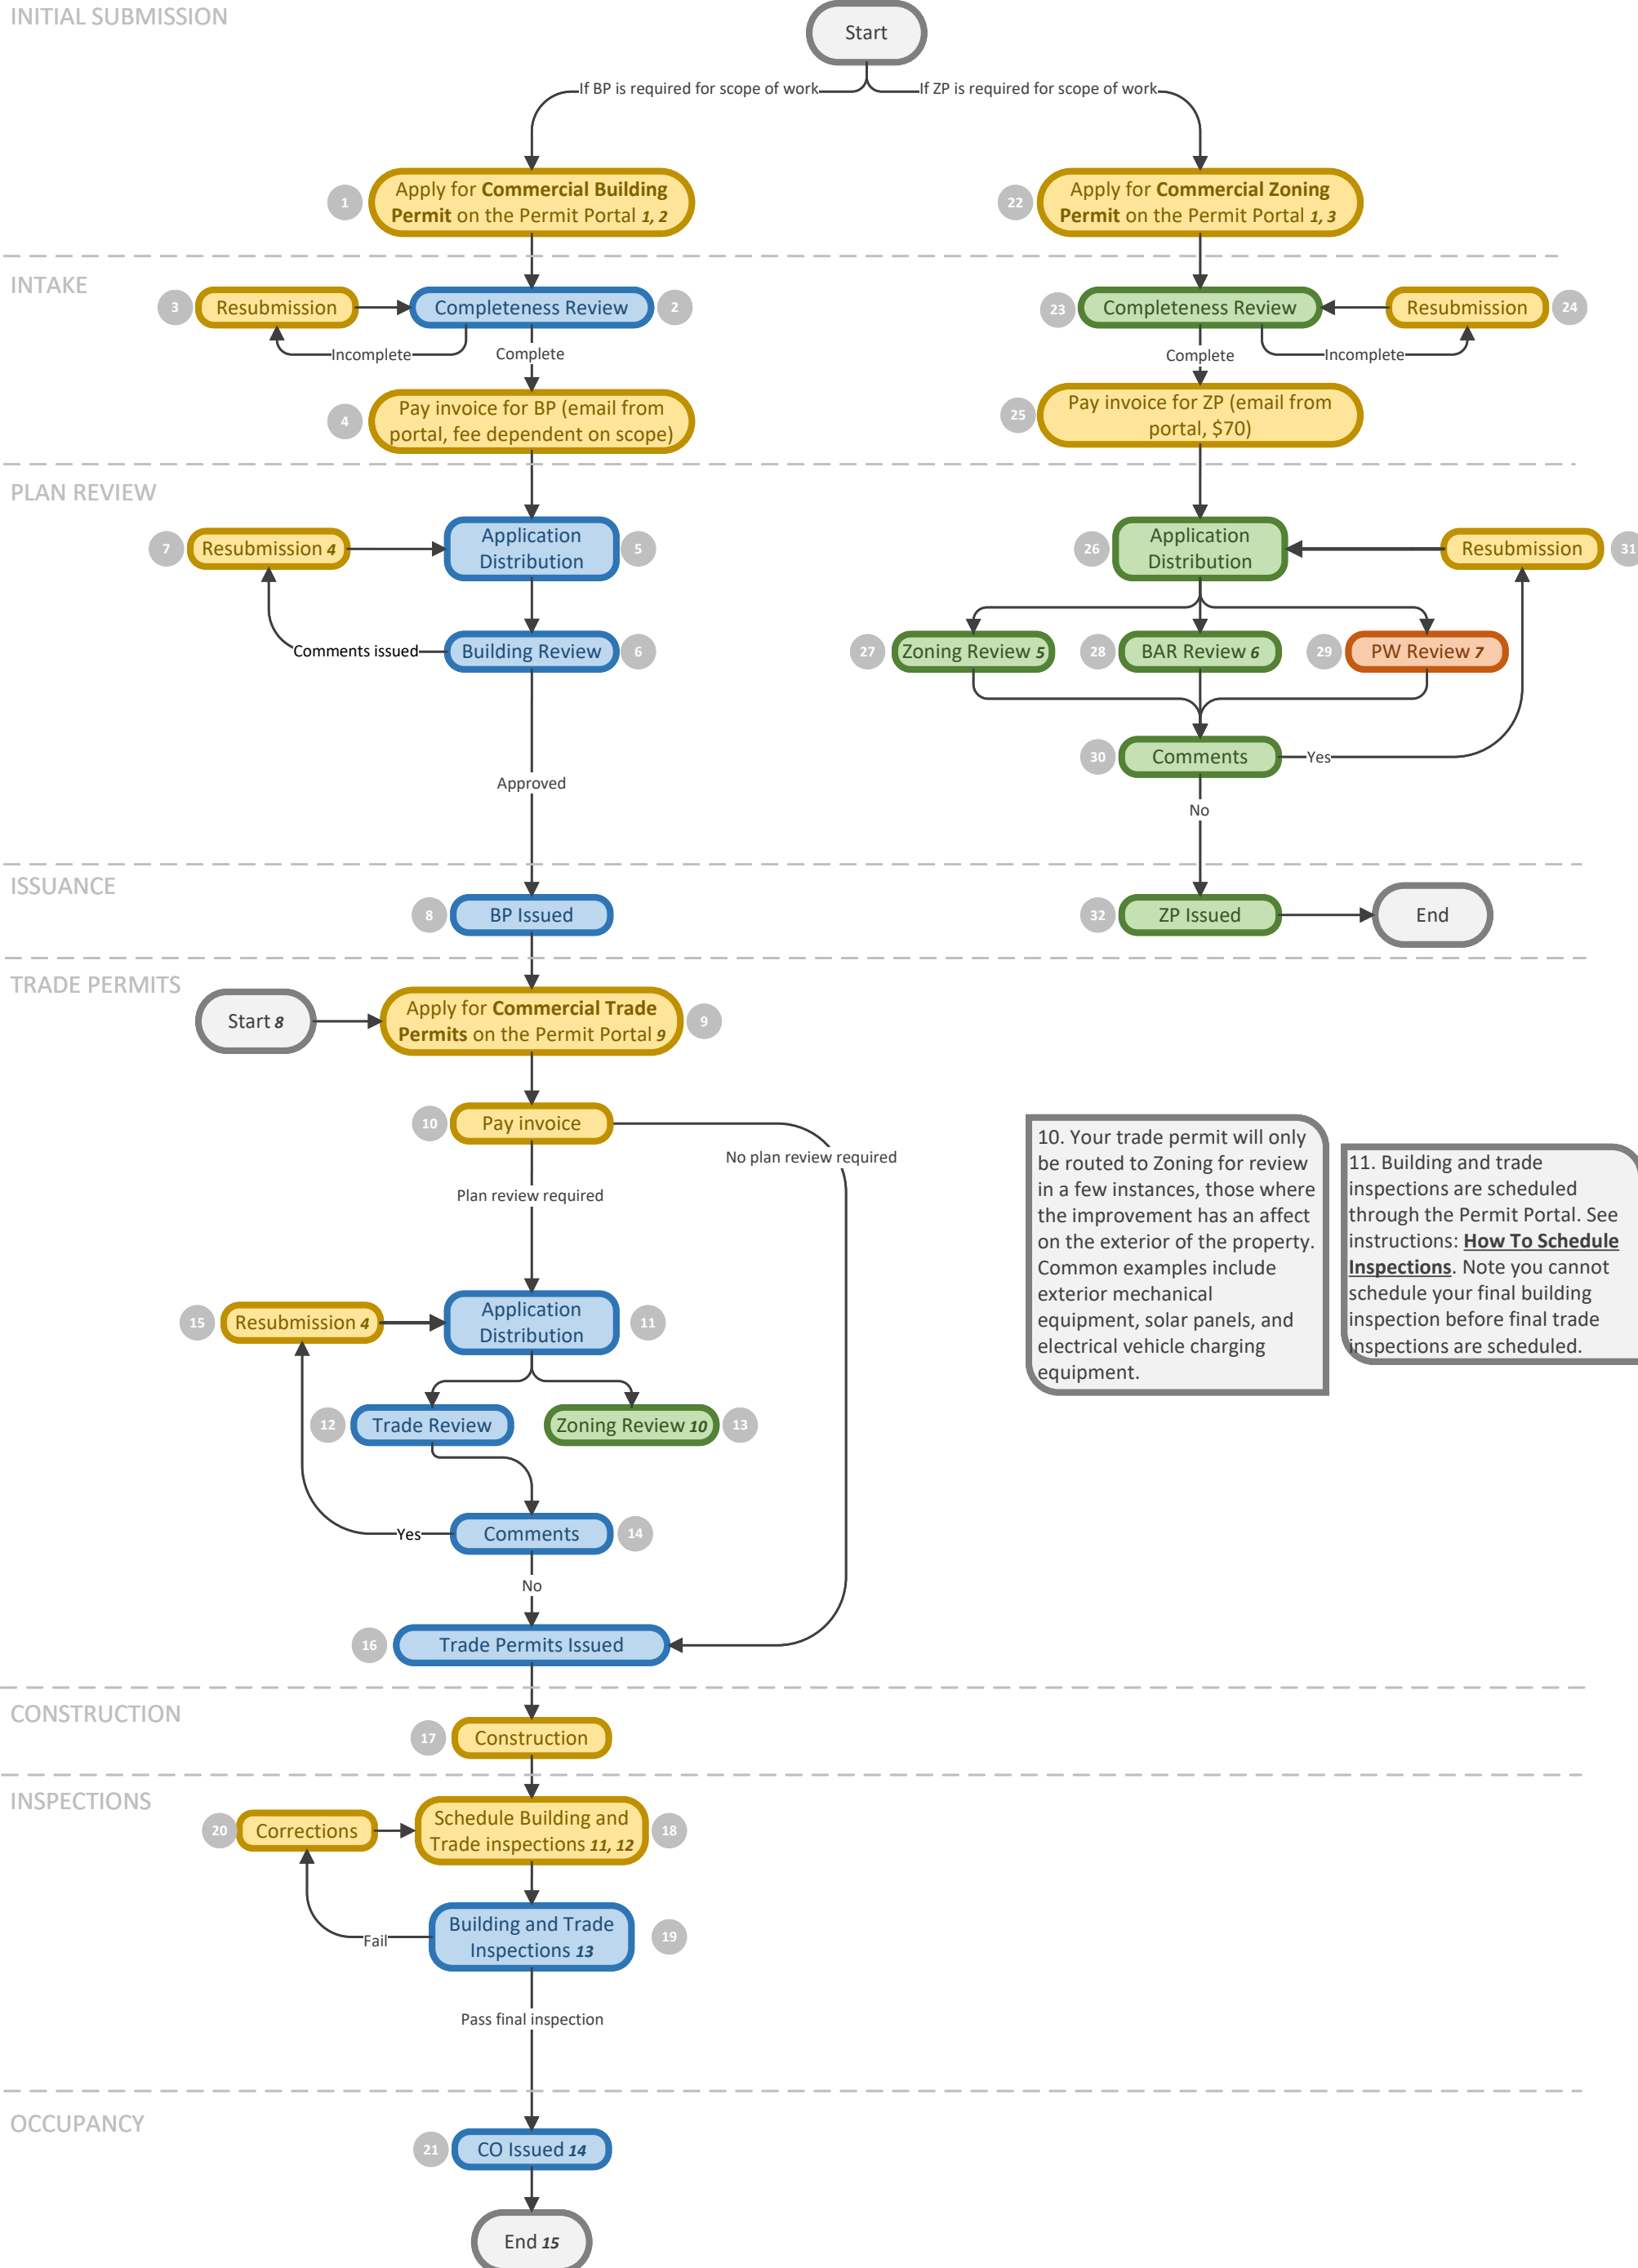 INITIAL SUBMISSION
Start
If BP is required for scope of work
If ZP is required for scope of work
1
Apply for Commercial Building
Permit on the Permit Portal 1, 2
22
Apply for Commercial Zoning
Permit on the Permit Portal 1, 3
INTAKE
3
Resubmission
Completeness Review
2
23
Completeness Review
Resubmission
24
Incomplete
Complete
Complete
Incomplete
4
Pay invoice for BP (email from
portal, fee dependent on scope)
25
Pay invoice for ZP (email from
portal, $70)
PLAN REVIEW
7
Resubmission 4
Application
Distribution
5
26
Application
Distribution
Resubmission
31
Comments issued
Building Review
6
27
Zoning Review 5
28
BAR Review 6
29
PW Review 7
30
Comments
Yes
Approved
No
ISSUANCE
8
BP Issued
32
ZP Issued
End
TRADE PERMITS
Start 8
Apply for Commercial Trade
Permits on the Permit Portal 9
9
10
Pay invoice
No plan review required
Plan review required
10. Your trade permit will only
be routed to Zoning for review
in a few instances, those where
the improvement has an affect
on the exterior of the property.
Common examples include
exterior mechanical
equipment, solar panels, and
electrical vehicle charging
equipment.
11. Building and trade
inspections are scheduled
through the Permit Portal. See
instructions: How To Schedule
Inspections. Note you cannot
schedule your final building
inspection before final trade
inspections are scheduled.
15
Resubmission 4
Application
Distribution
11
12
Trade Review
Zoning Review 10
13
Yes
Comments
14
No
16
Trade Permits Issued
CONSTRUCTION
17
Construction
INSPECTIONS
20
Corrections
Schedule Building and
Trade inspections 11, 12
18
Fail
Building and Trade
Inspections 13
19
Pass final inspection
OCCUPANCY
21
CO Issued 14
End 15